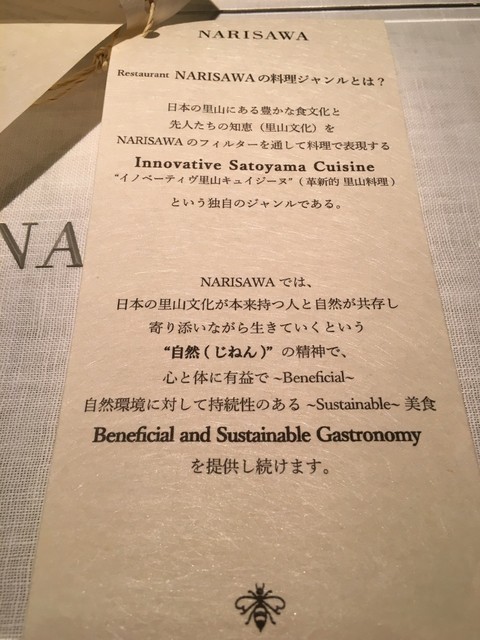 NARISAWA
Restaurant NARISAWAの料理ジャンルとは?
日本の里山にある豊かな食文化と
先人たちの知恵（里山文化）を
NARISAWAのフィルターを通して料理で表現する
Innovative Satoyama Cuisine
“イノベーティヴ里山キュイジーヌ”（革新的 里山料理）
という独自のジャンルである。
NARISAWAでは、
日本の里山文化が本来持つ人と自然が共存し
寄り添いながら生きていくという
“自然（じねん）”の精神で、
心と体に有益で ~Beneficial~
自然環境に対して持続性のある ~Sustainable~ 美食
Beneficial and Sustainable Gastronomy
を提供し続けます。
NA